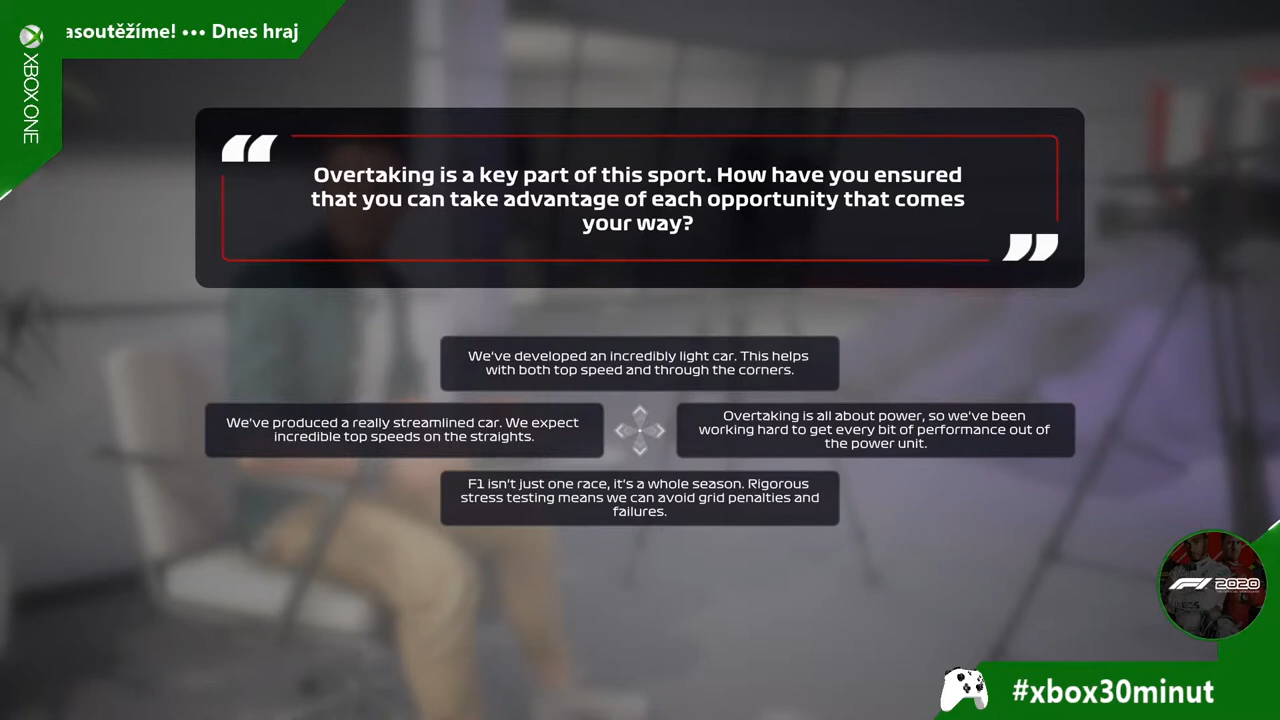 asoutěžíme! ••• Dnes hraj
XBOX ONE
Overtaking is a key part of this sport. How have you ensured
that you can take advantage of each opportunity that comes
your way?
We've developed an incredibly light car. This helps
with both top speed and through the corners.
We've produced a really streamlined car. We expect
incredible top speeds on the straights.
Overtaking is all about power, so we've been
working hard to get every bit of performance out of
the power unit.
F1 isn't just one race, it's a whole season. Rigorous
stress testing means we can avoid grid penalties and
failures.
F1 2020
#xbox30minut